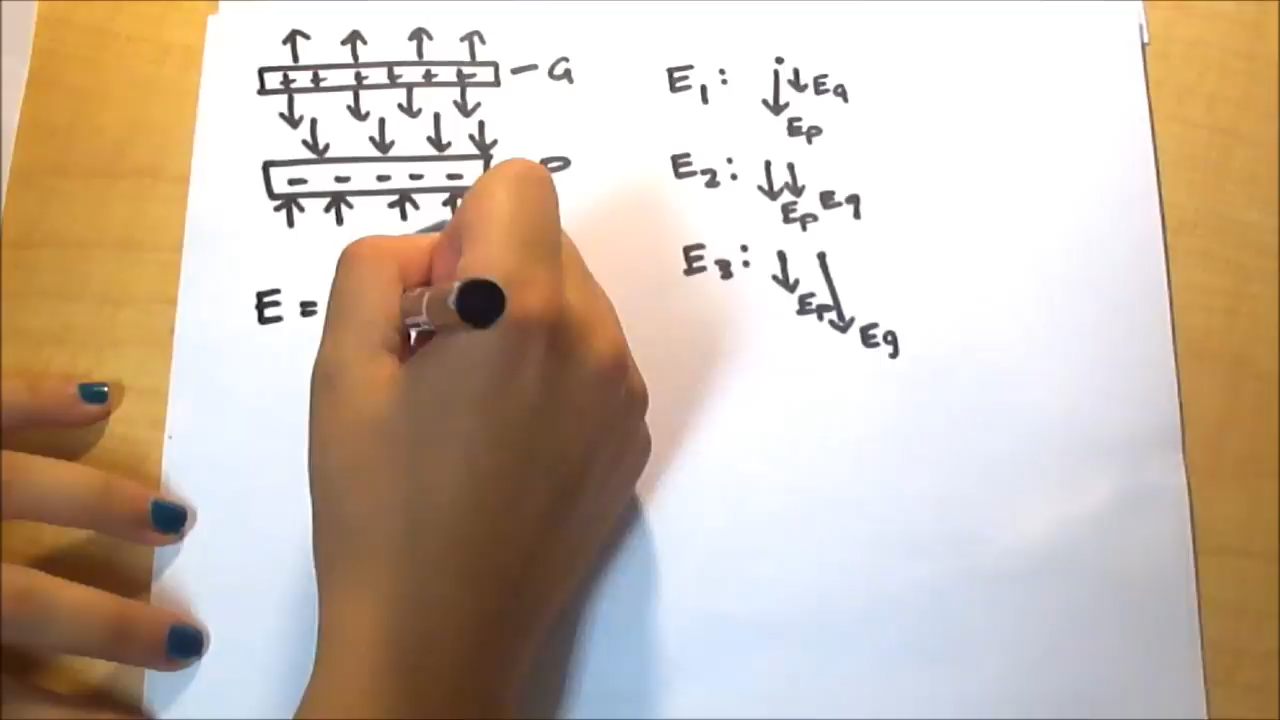 + + + + + + - G
E₁: Eq
Ep
- - - - - P
E₂: Ep Eq
E₃: Ep
Eq
E =